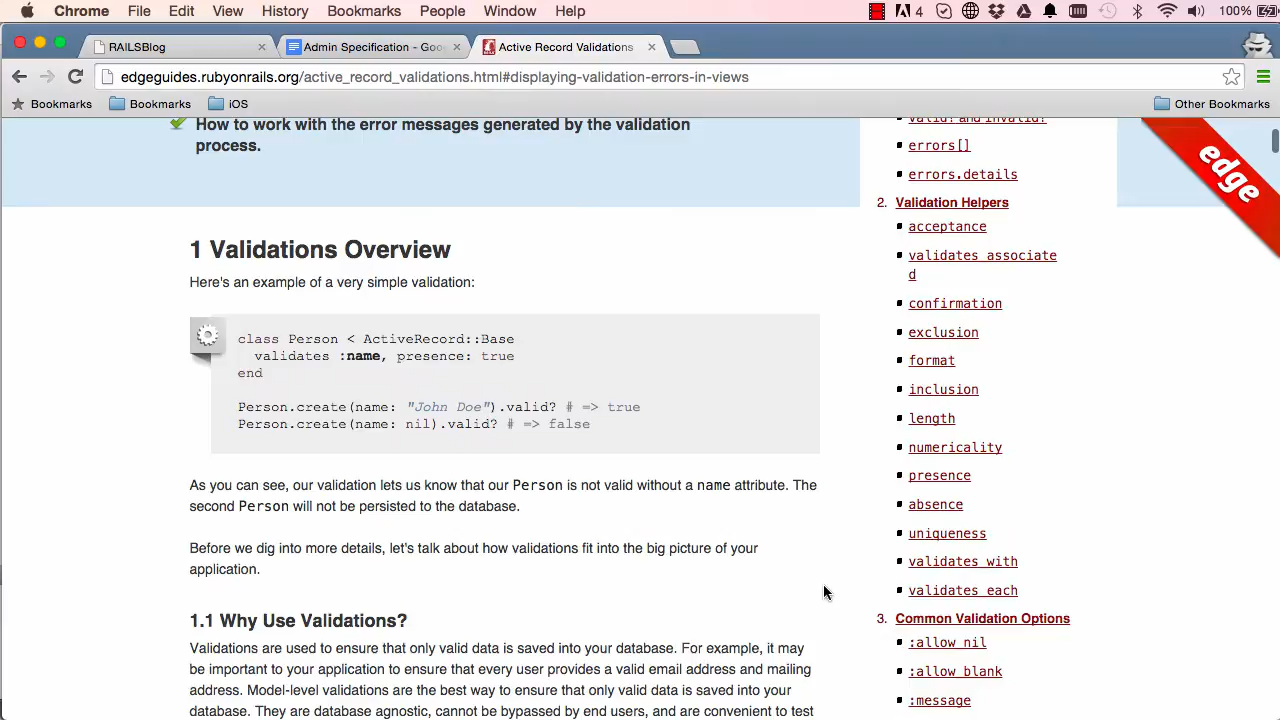 Chrome File Edit View History Bookmarks People Window Help 4 100%
RAILSBlog × Admin Specification - Goo × Active Record Validations ×
edgeguides.rubyonrails.org/active_record_validations.html#displaying-validation-errors-in-views
Bookmarks Bookmarks iOS Other Bookmarks
How to work with the error messages generated by the validation
process.
1 Validations Overview
Here's an example of a very simple validation:
class Person < ActiveRecord::Base
validates :name, presence: true
end
Person.create(name: "John Doe").valid? # => true
Person.create(name: nil).valid? # => false
As you can see, our validation lets us know that our Person is not valid without a name attribute. The
second Person will not be persisted to the database.
Before we dig into more details, let's talk about how validations fit into the big picture of your
application.
1.1 Why Use Validations?
Validations are used to ensure that only valid data is saved into your database. For example, it may
be important to your application to ensure that every user provides a valid email address and mailing
address. Model-level validations are the best way to ensure that only valid data is saved into your
database. They are database agnostic, cannot be bypassed by end users, and are convenient to test
valid? and invalid?
errors[]
errors.details
2. Validation Helpers
acceptance
validates_associate
d
confirmation
exclusion
format
inclusion
length
numericality
presence
absence
uniqueness
validates_with
validates_each
3. Common Validation Options
:allow_nil
:allow_blank
:message
edge